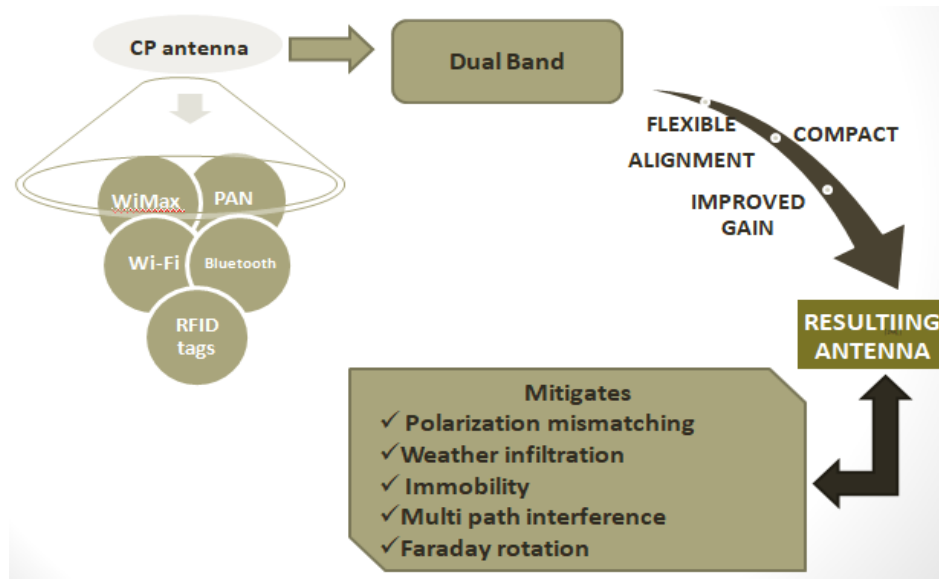 CP antenna
Dual Band
FLEXIBLE
ALIGNMENT
COMPACT
IMPROVED
GAIN
WiMax
PAN
Wi-Fi
Bluetooth
RFID
tags
RESULTIING
ANTENNA
Mitigates
✓ Polarization mismatching
✓ Weather infiltration
✓ Immobility
✓ Multi path interference
✓ Faraday rotation